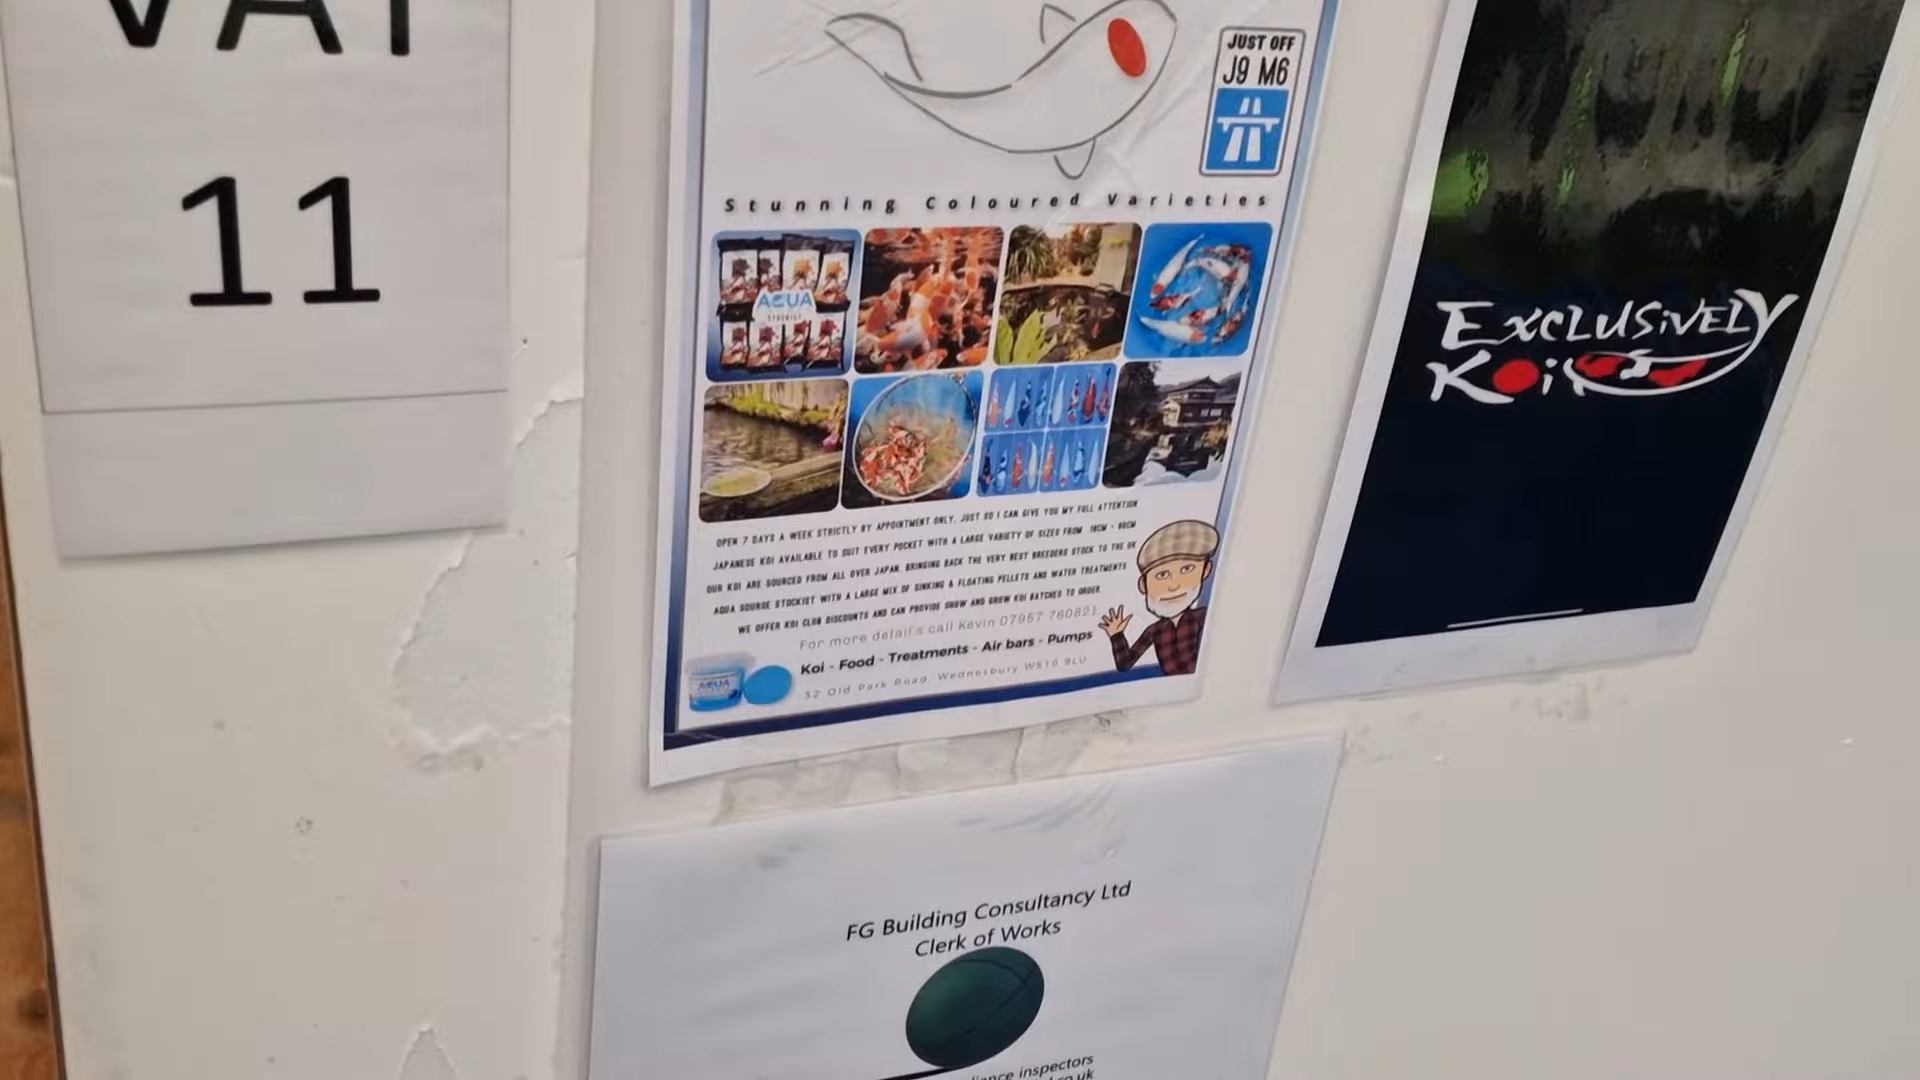 VAT
11
JUST OFF
J9 M6
Stunning Coloured Varieties
AQUA
OPEN 7 DAYS A WEEK STRICTLY BY APPOINTMENT ONLY, JUST SO I CAN GIVE YOU MY FULL ATTENTION
JAPANESE KOI AVAILABLE TO SUIT EVERY POCKET WITH A LARGE VARIETY OF SIZES FROM
OUR KOI ARE SOURCED FROM ALL OVER JAPAN, BRINGING BACK THE VERY BEST BREEDERS STOCK TO THE UK
AQUA SOURCE STOCKIST WITH A LARGE MIX OF SINKING & FLOATING PELLETS AND WATER TREATMENTS
WE OFFER KOI CLUB DISCOUNTS AND CAN PROVIDE SHOW AND GROW KOI BATCHES TO ORDER
For more detail's call Kevin 07957 760821
Koi - Food - Treatments - Air bars - Pumps
32 Old Park Road, Wednesbury WS10 9LU
AQUA
EXCLUSiVELY
Koi
FG Building Consultancy Ltd
Clerk of Works
inspectors
.uk